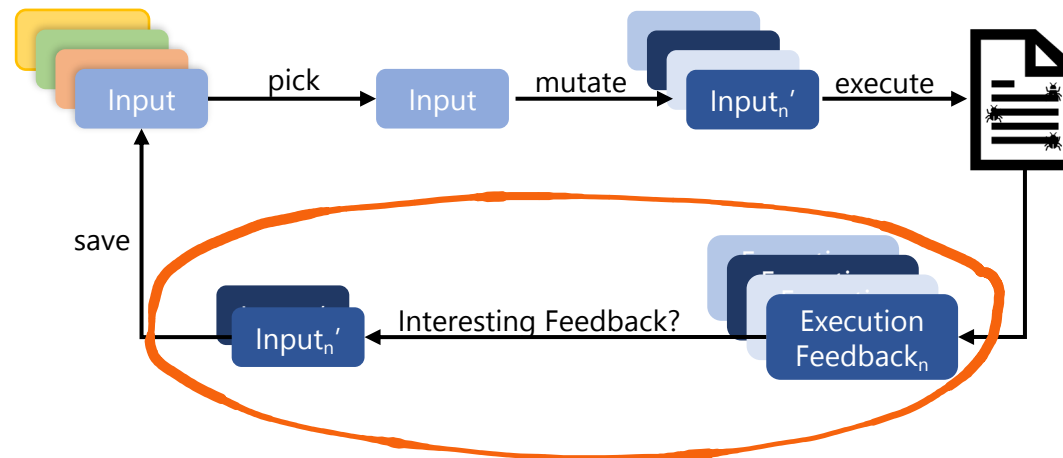 Input
pick
Input
mutate
Inputₙ’
execute
save
Inputₙ’
Interesting Feedback?
Execution
Feedbackₙ